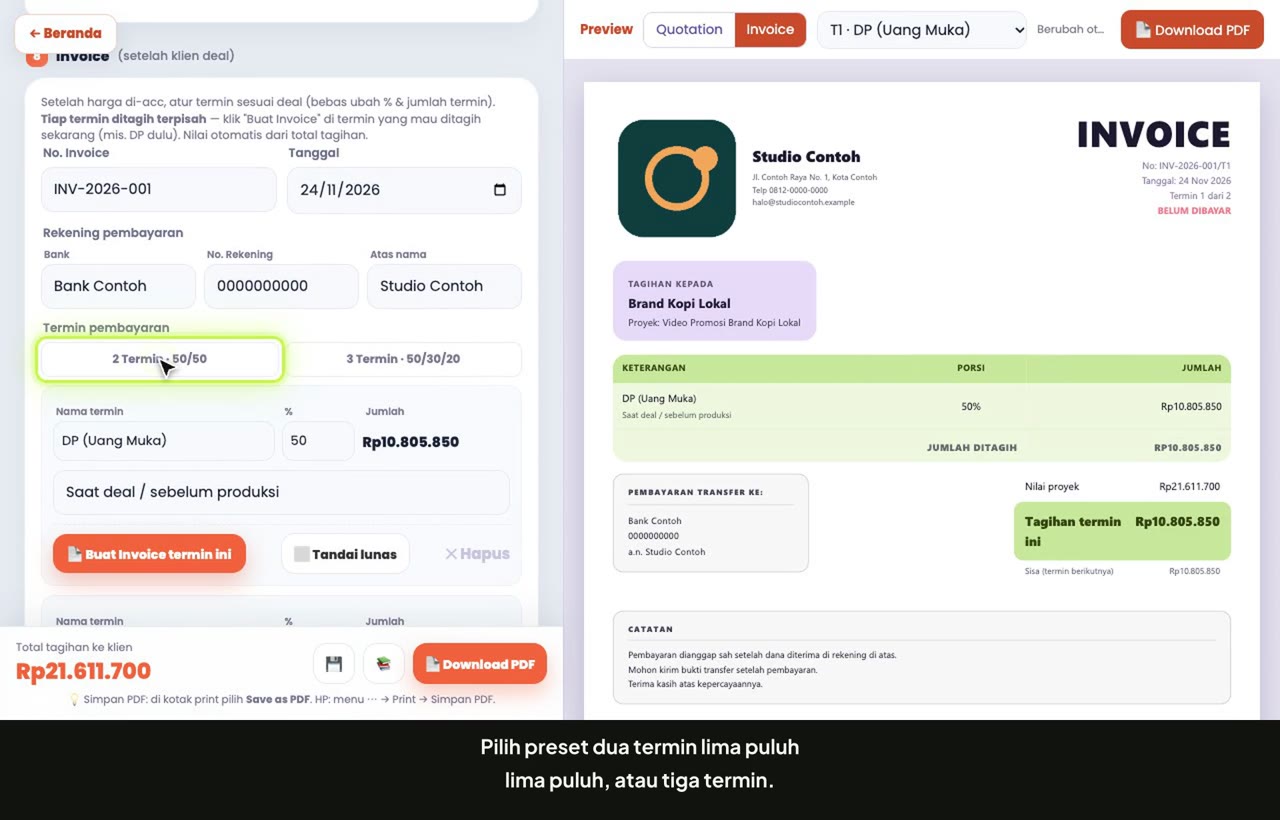 ← Beranda
8 Invoice (setelah klien deal)
Setelah harga di-acc, atur termin sesuai deal (bebas ubah % & jumlah termin).
Tiap termin ditagih terpisah — klik "Buat Invoice" di termin yang mau ditagih
sekarang (mis. DP dulu). Nilai otomatis dari total tagihan.
No. Invoice Tanggal
INV-2026-001 24/11/2026
Rekening pembayaran
Bank No. Rekening Atas nama
Bank Contoh 0000000000 Studio Contoh
Termin pembayaran
2 Termin · 50/50 3 Termin · 50/30/20
Nama termin % Jumlah
DP (Uang Muka) 50 Rp10.805.850
Saat deal / sebelum produksi
Buat Invoice termin ini Tandai lunas ×Hapus
Nama termin % Jumlah
Total tagihan ke klien
Rp21.611.700
Download PDF
Simpan PDF: di kotak print pilih Save as PDF. HP: menu ··· → Print → Simpan PDF.
Preview Quotation Invoice T1 · DP (Uang Muka) Berubah ot... Download PDF
Studio Contoh
Jl. Contoh Raya No. 1, Kota Contoh
Telp 0812-0000-0000
halo@studiocontoh.example
INVOICE
No: INV-2026-001/T1
Tanggal: 24 Nov 2026
Termin 1 dari 2
BELUM DIBAYAR
TAGIHAN KEPADA
Brand Kopi Lokal
Proyek: Video Promosi Brand Kopi Lokal
KETERANGAN PORSI JUMLAH
DP (Uang Muka)
Saat deal / sebelum produksi
50% Rp10.805.850
JUMLAH DITAGIH RP10.805.850
PEMBAYARAN TRANSFER KE:
Bank Contoh
0000000000
a.n. Studio Contoh
Nilai proyek Rp21.611.700
Tagihan termin ini Rp10.805.850
Sisa (termin berikutnya) Rp10.805.850
CATATAN
Pembayaran dianggap sah setelah dana diterima di rekening di atas.
Mohon kirim bukti transfer setelah pembayaran.
Terima kasih atas kepercayaannya.
Pilih preset dua termin lima puluh
lima puluh, atau tiga termin.